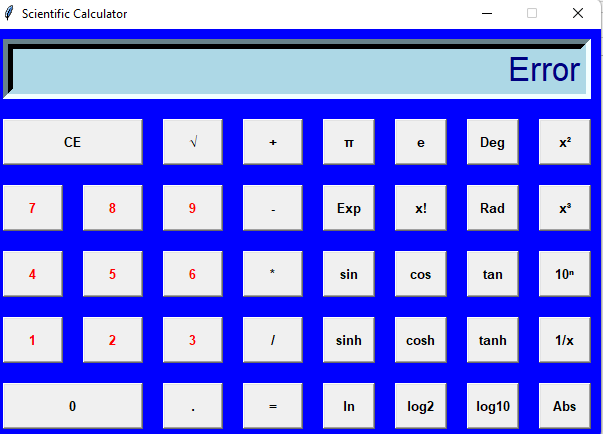 Scientific Calculator
Error
CE √ + π e Deg x²
7 8 9 - Exp x! Rad x³
4 5 6 * sin cos tan 10ⁿ
1 2 3 / sinh cosh tanh 1/x
0 . = ln log2 log10 Abs